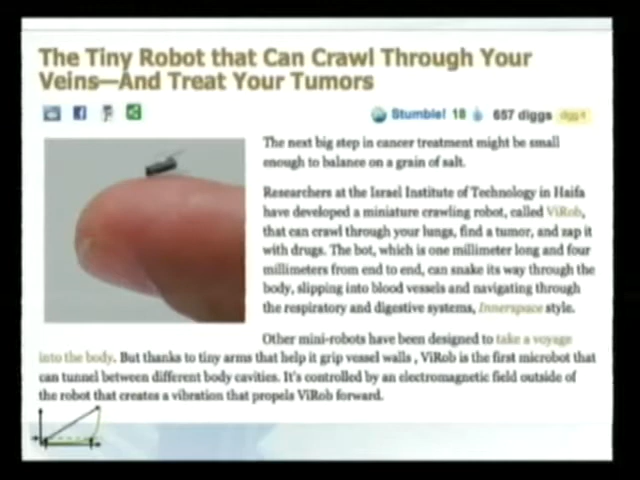 The Tiny Robot that Can Crawl Through Your
Veins—And Treat Your Tumors
Stumble! 18 657 diggs digg it
The next big step in cancer treatment might be small
enough to balance on a grain of salt.
Researchers at the Israel Institute of Technology in Haifa
have developed a miniature crawling robot, called ViRob,
that can crawl through your lungs, find a tumor, and zap it
with drugs. The bot, which is one millimeter long and four
millimeters from end to end, can snake its way through the
body, slipping into blood vessels and navigating through
the respiratory and digestive systems, Innerspace style.
Other mini-robots have been designed to take a voyage
into the body. But thanks to tiny arms that help it grip vessel walls , ViRob is the first microbot that
can tunnel between different body cavities. It's controlled by an electromagnetic field outside of
the robot that creates a vibration that propels ViRob forward.